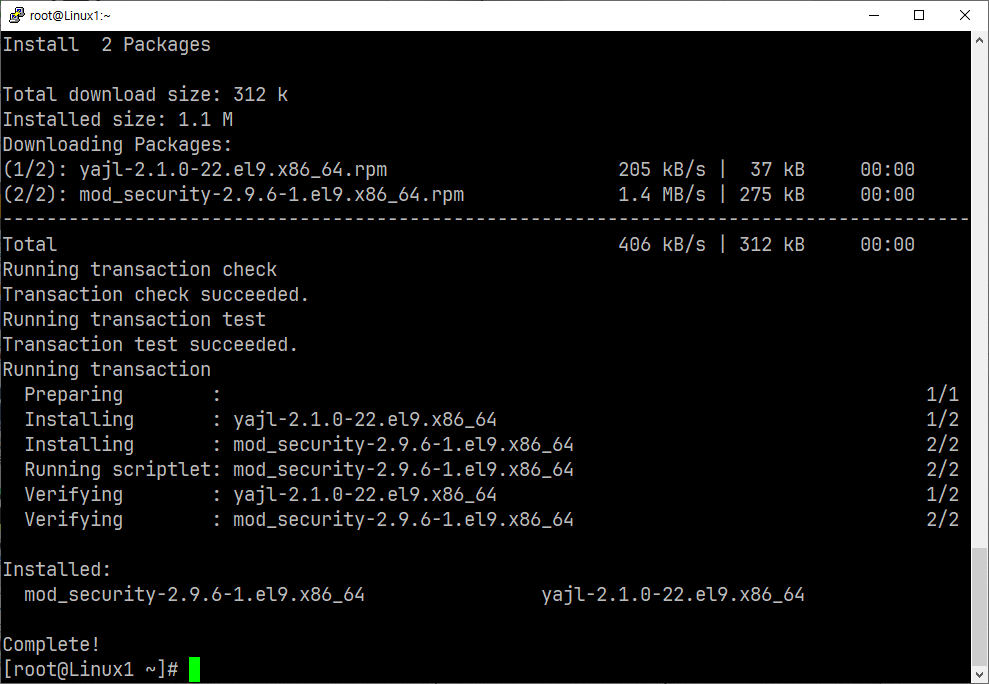 root@Linux1:~
Install  2 Packages
Total download size: 312 k
Installed size: 1.1 M
Downloading Packages:
(1/2): yajl-2.1.0-22.el9.x86_64.rpm                     205 kB/s |  37 kB     00:00
(2/2): mod_security-2.9.6-1.el9.x86_64.rpm              1.4 MB/s | 275 kB     00:00
----------------------------------------------------------------------------------------
Total                                                   406 kB/s | 312 kB     00:00
Running transaction check
Transaction check succeeded.
Running transaction test
Transaction test succeeded.
Running transaction
  Preparing        :                                                                1/1
  Installing       : yajl-2.1.0-22.el9.x86_64                                       1/2
  Installing       : mod_security-2.9.6-1.el9.x86_64                                2/2
  Running scriptlet: mod_security-2.9.6-1.el9.x86_64                                2/2
  Verifying        : yajl-2.1.0-22.el9.x86_64                                       1/2
  Verifying        : mod_security-2.9.6-1.el9.x86_64                                2/2
Installed:
  mod_security-2.9.6-1.el9.x86_64                yajl-2.1.0-22.el9.x86_64
Complete!
[root@Linux1 ~]#